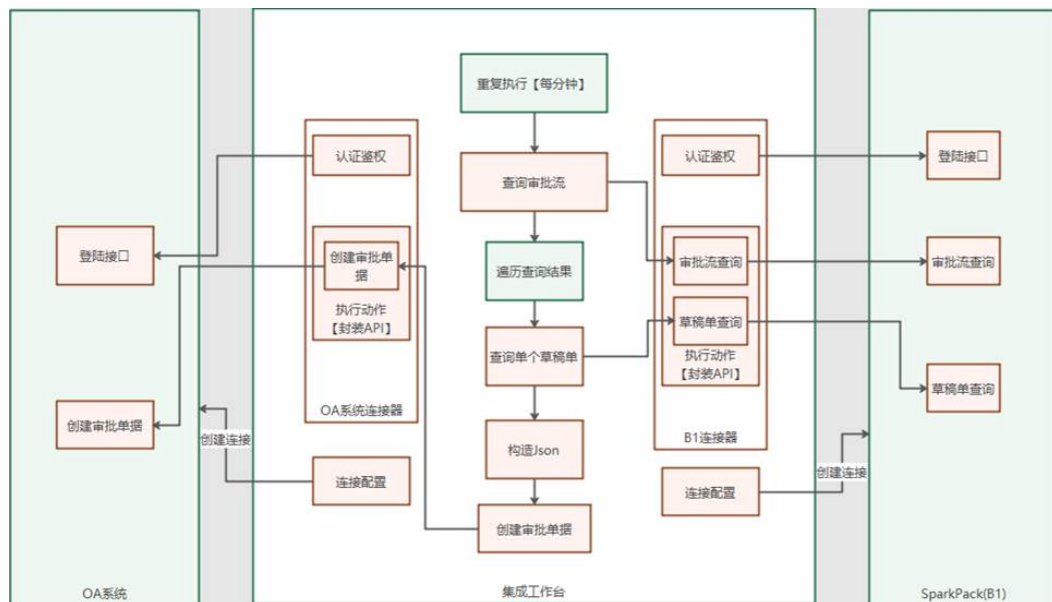 重复执行【每分钟】
认证鉴权
查询审批流
认证鉴权
登陆接口
登陆接口
创建审批单
据
执行动作
【封装API】
遍历查询结果
审批流查询
审批流查询
查询单个草稿单
草稿单查询
执行动作
【封装API】
草稿单查询
创建审批单据
OA系统连接器
创建连接
构造Json
B1连接器
创建连接
连接配置
连接配置
创建审批单据
OA系统
集成工作台
SparkPack(B1)